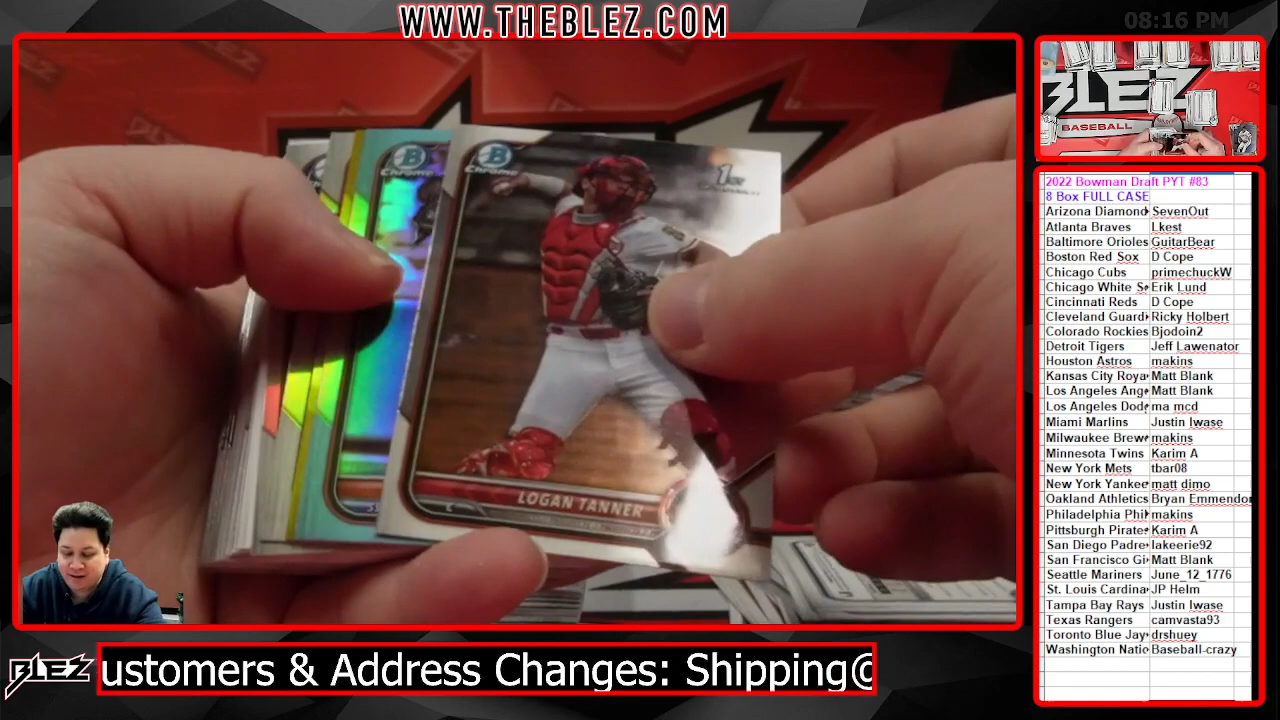 WWW.THEBLEZ.COM
08:16 PM
B
Chrome
B
Chrome
1ST
C
LOGAN TANNER
BLEZ
BASEBALL
2022 Bowman Draft PYT #83
8 Box FULL CASE
Arizona Diamond SevenOut
Atlanta Braves Lkest
Baltimore Orioles GuitarBear
Boston Red Sox D Cope
Chicago Cubs primechuckW
Chicago White S Erik Lund
Cincinnati Reds D Cope
Cleveland Guard Ricky Holbert
Colorado Rockies Bjodoin2
Detroit Tigers Jeff Lawenator
Houston Astros makins
Kansas City Roya Matt Blank
Los Angeles Ang Matt Blank
Los Angeles Dod ma mcd
Miami Marlins Justin Iwase
Milwaukee Brew makins
Minnesota Twins Karim A
New York Mets tbar08
New York Yankee matt dimo
Oakland Athletics Bryan Emmendor
Philadelphia Phi makins
Pittsburgh Pirate Karim A
San Diego Padre lakeerie92
San Francisco Gi Matt Blank
Seattle Mariners June_12_1776
St. Louis Cardina JP Helm
Tampa Bay Rays Justin Iwase
Texas Rangers camvasta93
Toronto Blue Jay drshuey
Washington Natio Baseball-crazy
BLEZ
ustomers & Address Changes: Shipping@